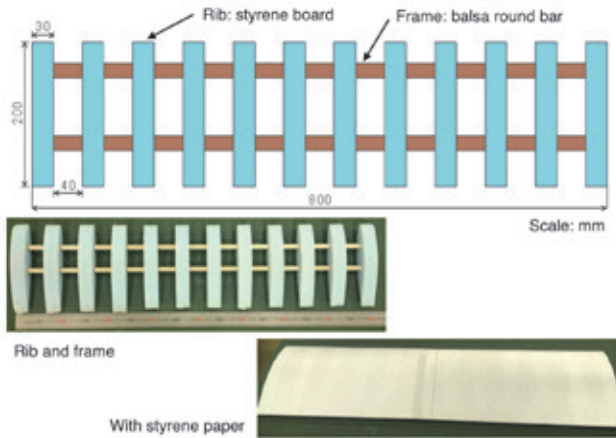 Rib: styrene board
Frame: balsa round bar
30
200
40
800
Scale: mm
Rib and frame
With styrene paper